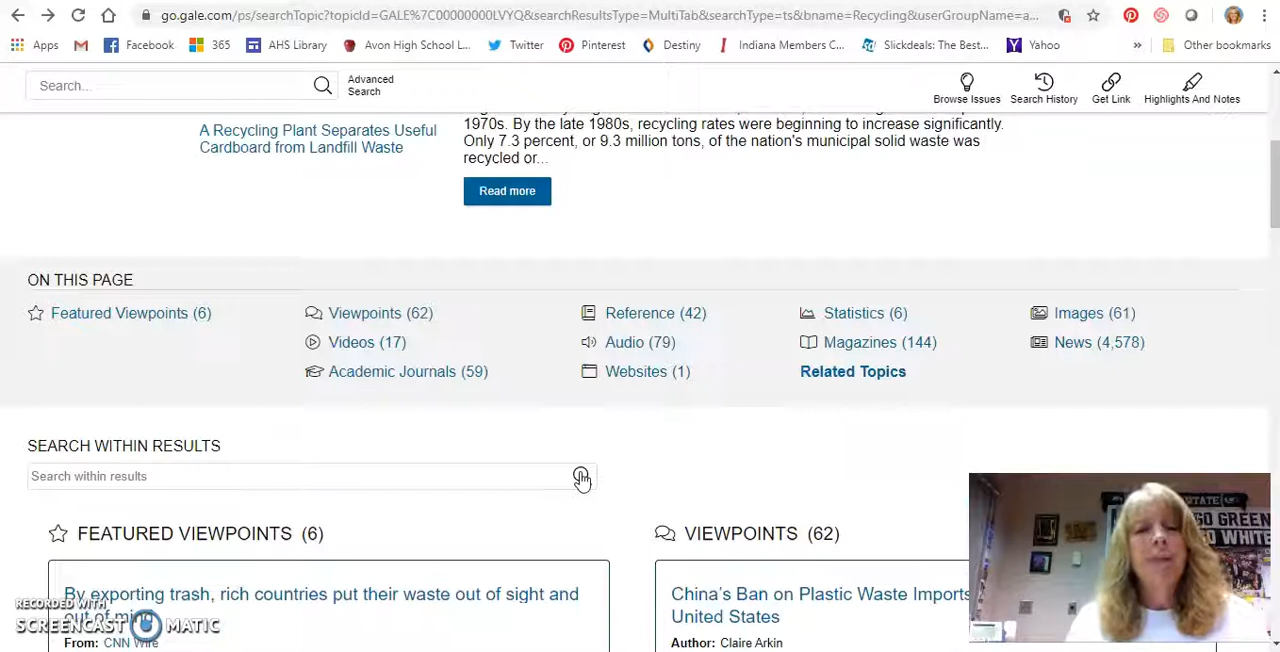 go.gale.com/ps/searchTopic?topicId=GALE%7C00000000LVYQ&searchResultsType=MultiTab&searchType=ts&bname=Recycling&userGroupName=a...
Apps Facebook 365 AHS Library Avon High School L... Twitter Pinterest Destiny Indiana Members C... Slickdeals: The Best... Yahoo » Other bookmarks
Search... Advanced Search Browse Issues Search History Get Link Highlights And Notes
1970s. By the late 1980s, recycling rates were beginning to increase significantly.
Only 7.3 percent, or 9.3 million tons, of the nation's municipal solid waste was
recycled or...
A Recycling Plant Separates Useful
Cardboard from Landfill Waste
Read more
ON THIS PAGE
Featured Viewpoints (6) Viewpoints (62) Reference (42) Statistics (6) Images (61)
Videos (17) Audio (79) Magazines (144) News (4,578)
Academic Journals (59) Websites (1) Related Topics
SEARCH WITHIN RESULTS
Search within results
FEATURED VIEWPOINTS (6)
By exporting trash, rich countries put their waste out of sight and
out of mind
From: CNN Wire
VIEWPOINTS (62)
China's Ban on Plastic Waste Imports
United States
Author: Claire Arkin
RECORDED WITH
SCREENCAST MATIC
STATE
GO GREEN
GO WHITE